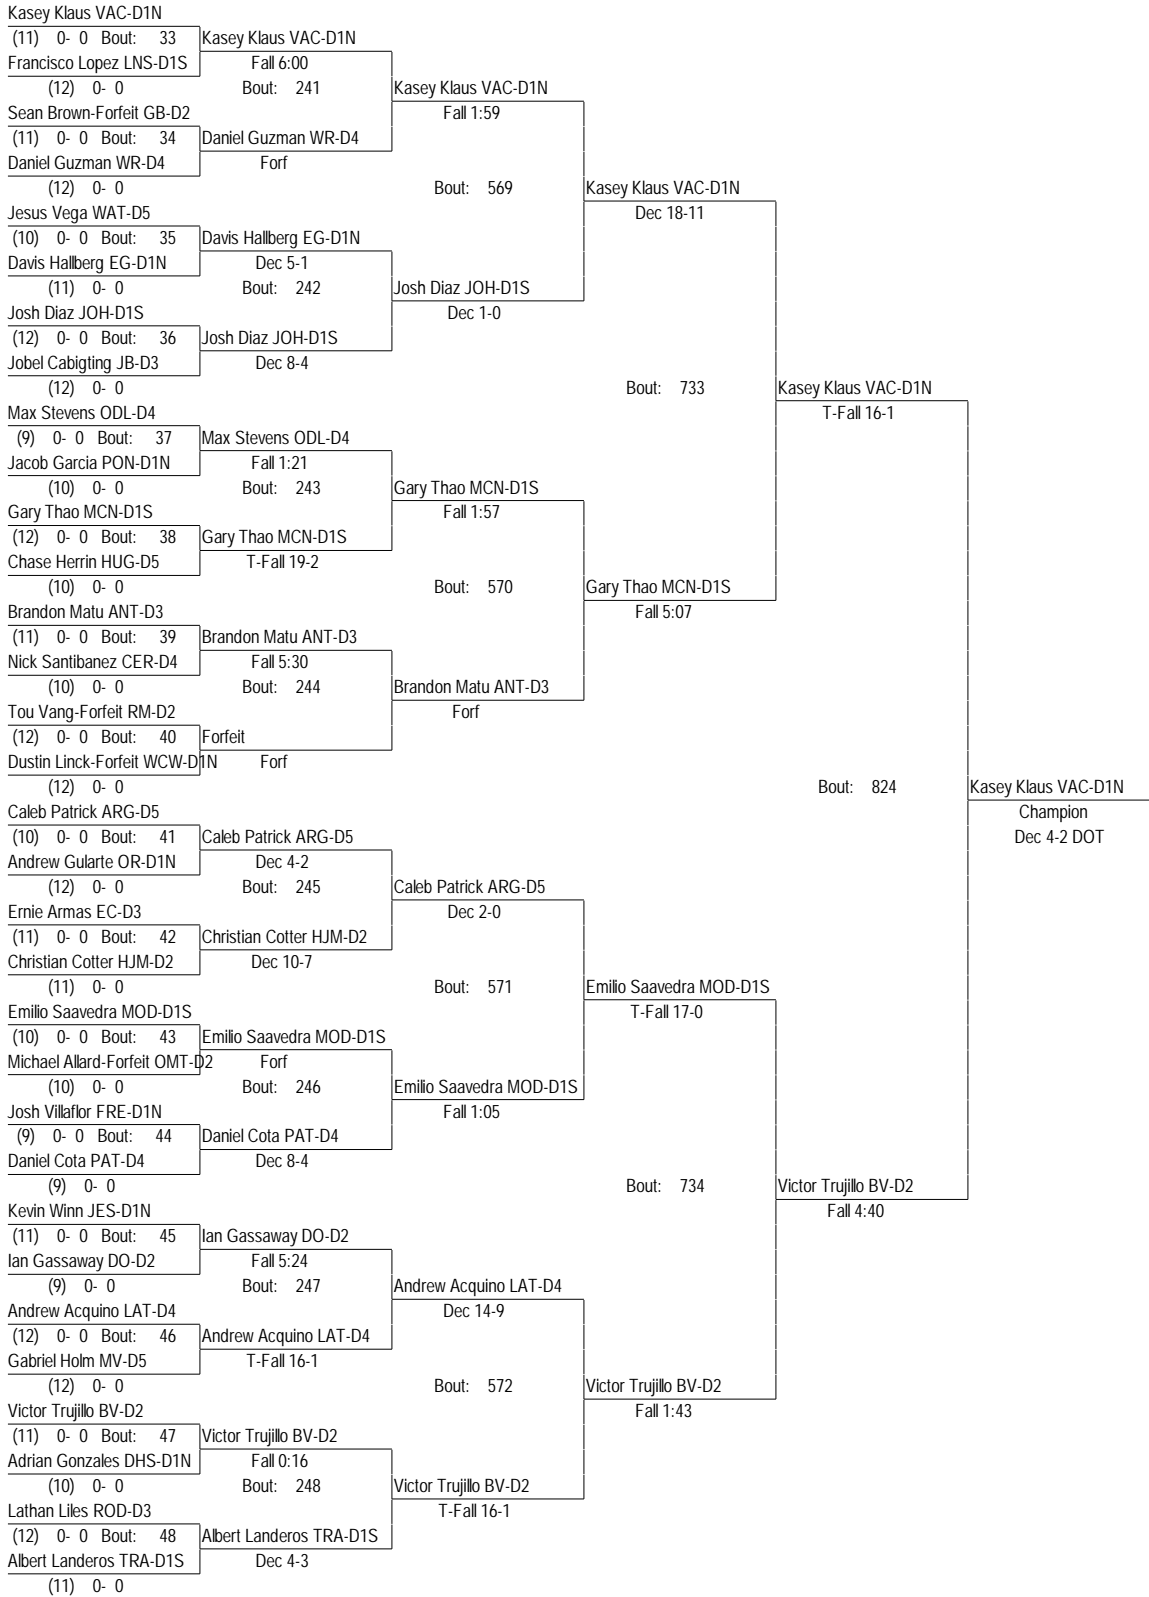 Kasey Klaus VAC-D1N
(11) 0- 0 Bout: 33 Kasey Klaus VAC-D1N
Francisco Lopez LNS-D1S Fall 6:00
(12) 0- 0 Bout: 241 Kasey Klaus VAC-D1N
Sean Brown-Forfeit GB-D2 Fall 1:59
(11) 0- 0 Bout: 34 Daniel Guzman WR-D4
Daniel Guzman WR-D4 Forf
(12) 0- 0 Bout: 569 Kasey Klaus VAC-D1N
Jesus Vega WAT-D5 Dec 18-11
(10) 0- 0 Bout: 35 Davis Hallberg EG-D1N
Davis Hallberg EG-D1N Dec 5-1
(11) 0- 0 Bout: 242 Josh Diaz JOH-D1S
Josh Diaz JOH-D1S Dec 1-0
(12) 0- 0 Bout: 36 Josh Diaz JOH-D1S
Jobel Cabigting JB-D3 Dec 8-4
(12) 0- 0 Bout: 733 Kasey Klaus VAC-D1N
Max Stevens ODL-D4 T-Fall 16-1
(9) 0- 0 Bout: 37 Max Stevens ODL-D4
Jacob Garcia PON-D1N Fall 1:21
(10) 0- 0 Bout: 243 Gary Thao MCN-D1S
Gary Thao MCN-D1S Fall 1:57
(12) 0- 0 Bout: 38 Gary Thao MCN-D1S
Chase Herrin HUG-D5 T-Fall 19-2
(10) 0- 0 Bout: 570 Gary Thao MCN-D1S
Brandon Matu ANT-D3 Fall 5:07
(11) 0- 0 Bout: 39 Brandon Matu ANT-D3
Nick Santibanez CER-D4 Fall 5:30
(10) 0- 0 Bout: 244 Brandon Matu ANT-D3
Tou Vang-Forfeit RM-D2 Forf
(12) 0- 0 Bout: 40 Forfeit
Dustin Linck-Forfeit WCW-D1N Forf
(12) 0- 0 Bout: 824 Kasey Klaus VAC-D1N
Caleb Patrick ARG-D5 Champion
(10) 0- 0 Bout: 41 Caleb Patrick ARG-D5 Dec 4-2 DOT
Andrew Gularte OR-D1N Dec 4-2
(12) 0- 0 Bout: 245 Caleb Patrick ARG-D5
Ernie Armas EC-D3 Dec 2-0
(11) 0- 0 Bout: 42 Christian Cotter HJM-D2
Christian Cotter HJM-D2 Dec 10-7
(11) 0- 0 Bout: 571 Emilio Saavedra MOD-D1S
Emilio Saavedra MOD-D1S T-Fall 17-0
(10) 0- 0 Bout: 43 Emilio Saavedra MOD-D1S
Michael Allard-Forfeit OMT-D2 Forf
(10) 0- 0 Bout: 246 Emilio Saavedra MOD-D1S
Josh Villaflor FRE-D1N Fall 1:05
(9) 0- 0 Bout: 44 Daniel Cota PAT-D4
Daniel Cota PAT-D4 Dec 8-4
(9) 0- 0 Bout: 734 Victor Trujillo BV-D2
Kevin Winn JES-D1N Fall 4:40
(11) 0- 0 Bout: 45 Ian Gassaway DO-D2
Ian Gassaway DO-D2 Fall 5:24
(9) 0- 0 Bout: 247 Andrew Acquino LAT-D4
Andrew Acquino LAT-D4 Dec 14-9
(12) 0- 0 Bout: 46 Andrew Acquino LAT-D4
Gabriel Holm MV-D5 T-Fall 16-1
(12) 0- 0 Bout: 572 Victor Trujillo BV-D2
Victor Trujillo BV-D2 Fall 1:43
(11) 0- 0 Bout: 47 Victor Trujillo BV-D2
Adrian Gonzales DHS-D1N Fall 0:16
(10) 0- 0 Bout: 248 Victor Trujillo BV-D2
Lathan Liles ROD-D3 T-Fall 16-1
(12) 0- 0 Bout: 48 Albert Landeros TRA-D1S
Albert Landeros TRA-D1S Dec 4-3
(11) 0- 0